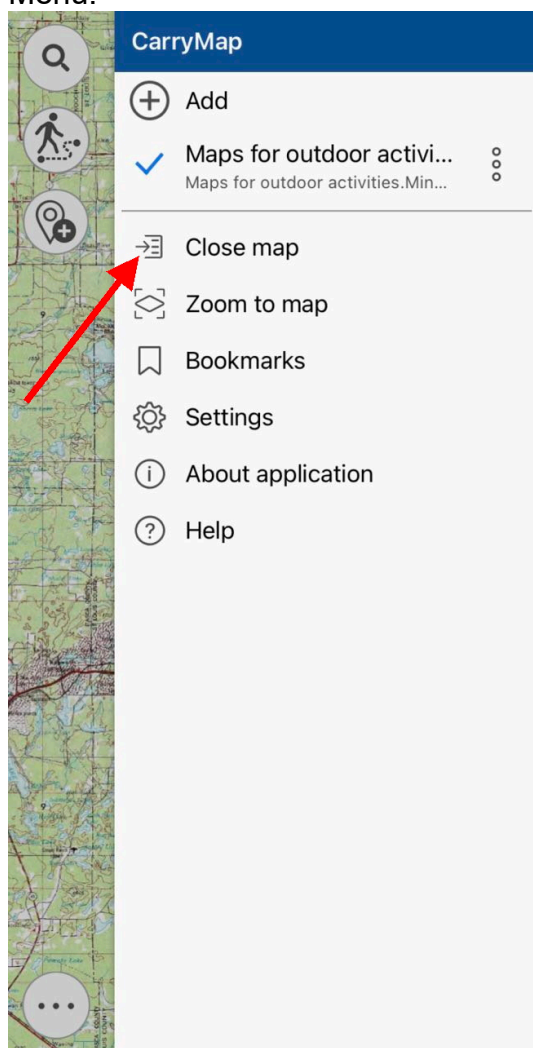 Menu.
CarryMap
Add
Maps for outdoor activi...
Maps for outdoor activities.Min...
Close map
Zoom to map
Bookmarks
Settings
About application
Help